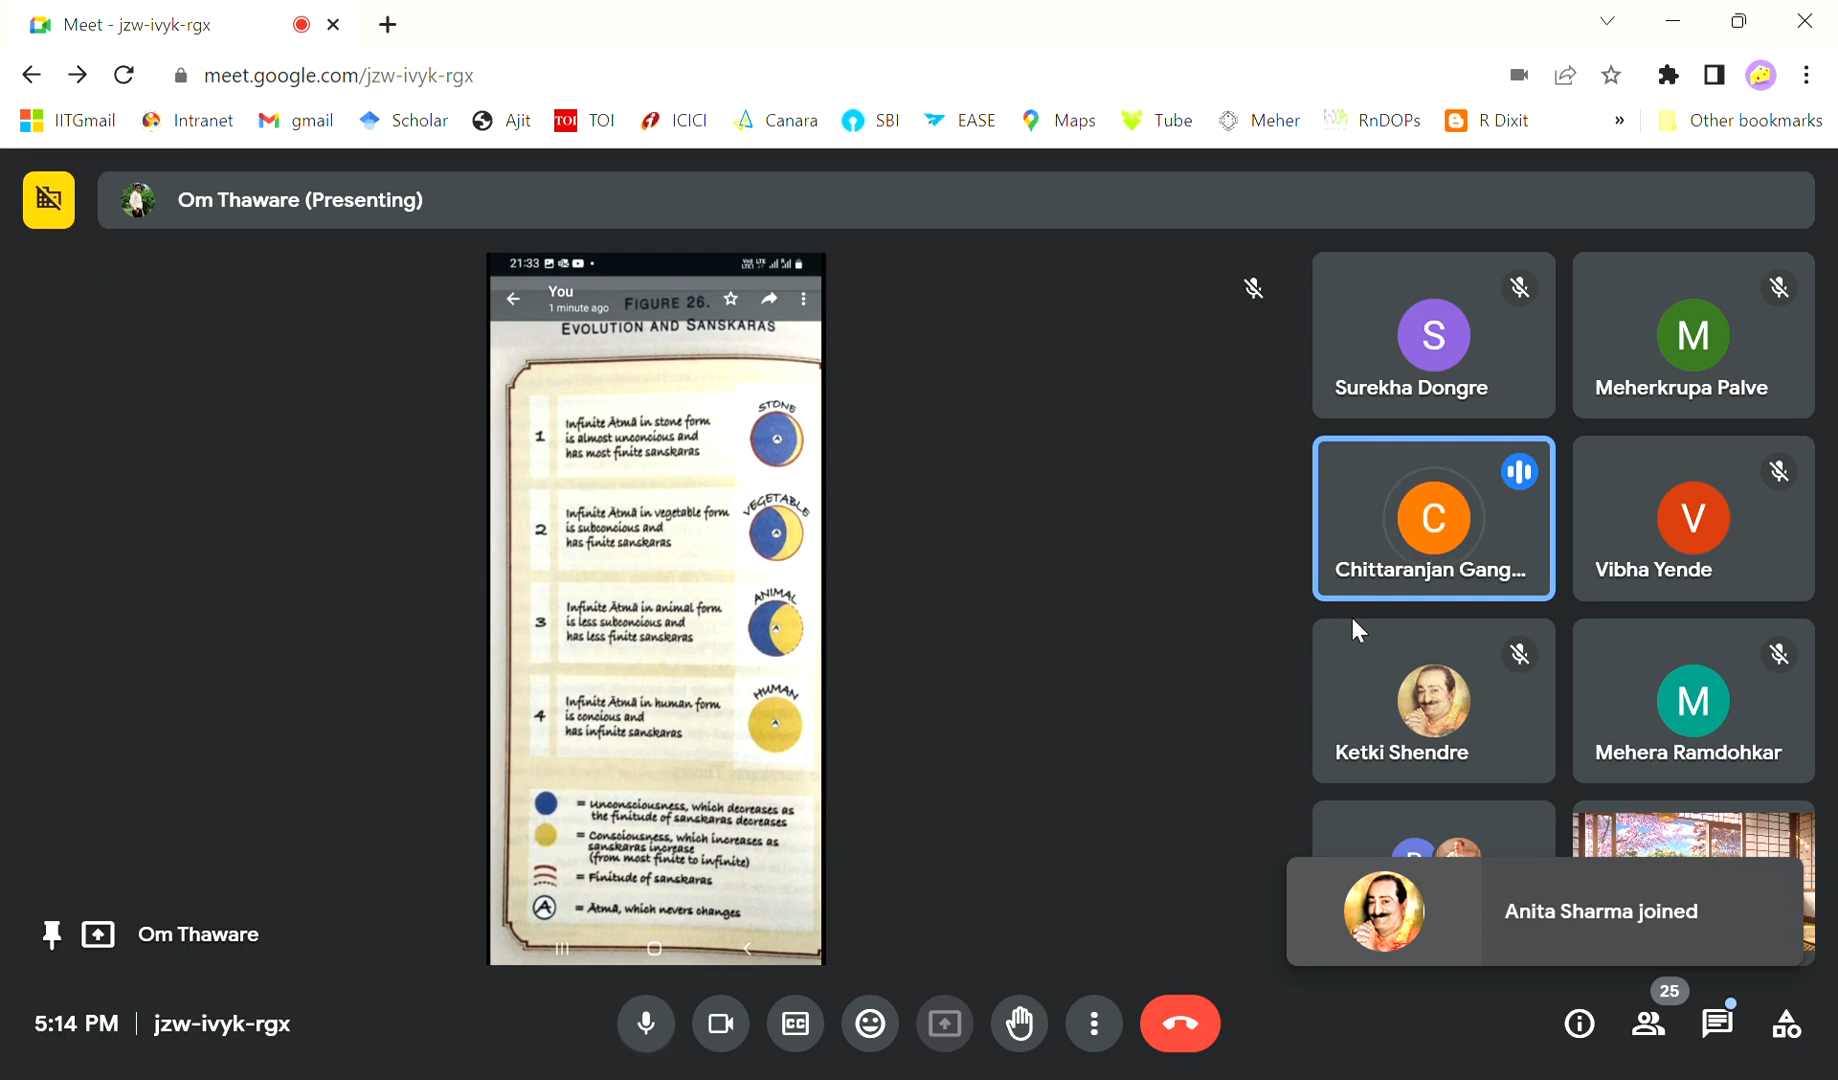 Meet - jzw-ivyk-rgx
meet.google.com/jzw-ivyk-rgx
IITGmail Intranet gmail Scholar Ajit TOI TOI ICICI Canara SBI EASE Maps Tube Meher RnDOPs R Dixit » Other bookmarks
Om Thaware (Presenting)
21:33
You
1 minute ago
FIGURE 26.
EVOLUTION AND SANSKARAS
STONE
1
Infinite Ātmā in stone form
is almost unconcious and
has most finite sanskaras
VEGETABLE
2
Infinite Ātmā in vegetable form
is subconcious and
has finite sanskaras
ANIMAL
3
Infinite Ātmā in animal form
is less subconcious and
has less finite sanskaras
HUMAN
4
Infinite Ātmā in human form
is concious and
has infinite sanskaras
= Unconsciousness, which decreases as
the finitude of sanskaras decreases
= Consciousness, which increases as
sanskaras increase
(from most finite to infinite)
= Finitude of sanskaras
A = Atmā, which nevers changes
S
Surekha Dongre
M
Meherkrupa Palve
C
Chittaranjan Gang...
V
Vibha Yende
Ketki Shendre
M
Mehera Ramdohkar
Anita Sharma joined
Om Thaware
25
5:14 PM | jzw-ivyk-rgx
CC